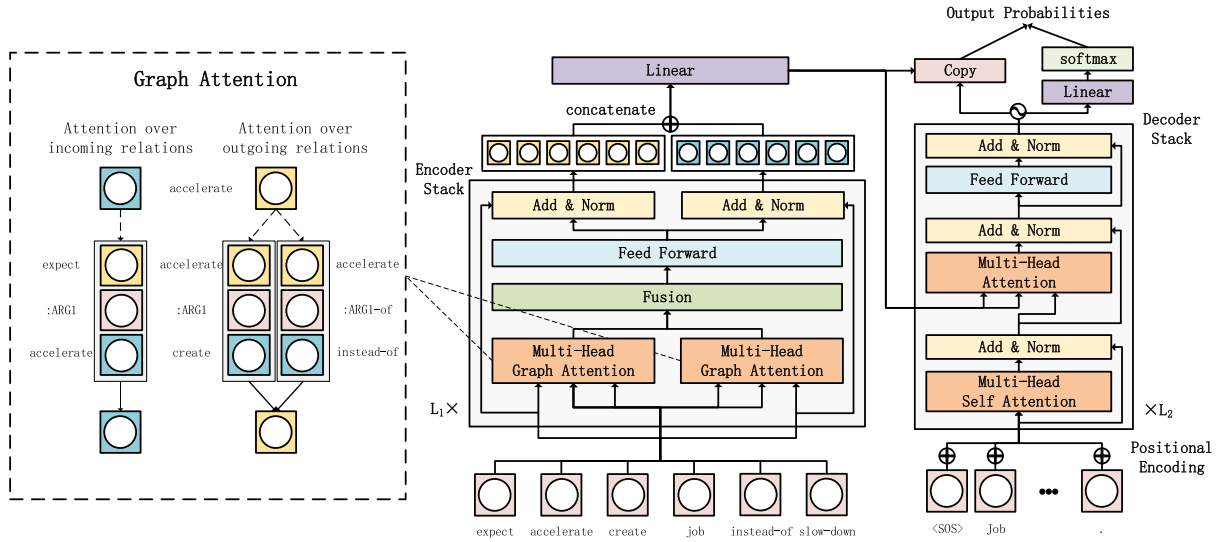 Graph Attention
Attention over
incoming relations
Attention over
outgoing relations
accelerate
expect
:ARG1
accelerate
accelerate
:ARG1
create
accelerate
:ARG1-of
instead-of
Linear
concatenate
Encoder
Stack
Add & Norm
Add & Norm
Feed Forward
Fusion
Multi-Head
Graph Attention
Multi-Head
Graph Attention
L₁×
expect
accelerate
create
job
instead-of
slow-down
Output Probabilities
Copy
softmax
Linear
Decoder
Stack
Add & Norm
Feed Forward
Add & Norm
Multi-Head
Attention
Add & Norm
Multi-Head
Self Attention
×L₂
Positional
Encoding
<SOS>
Job
•••
.